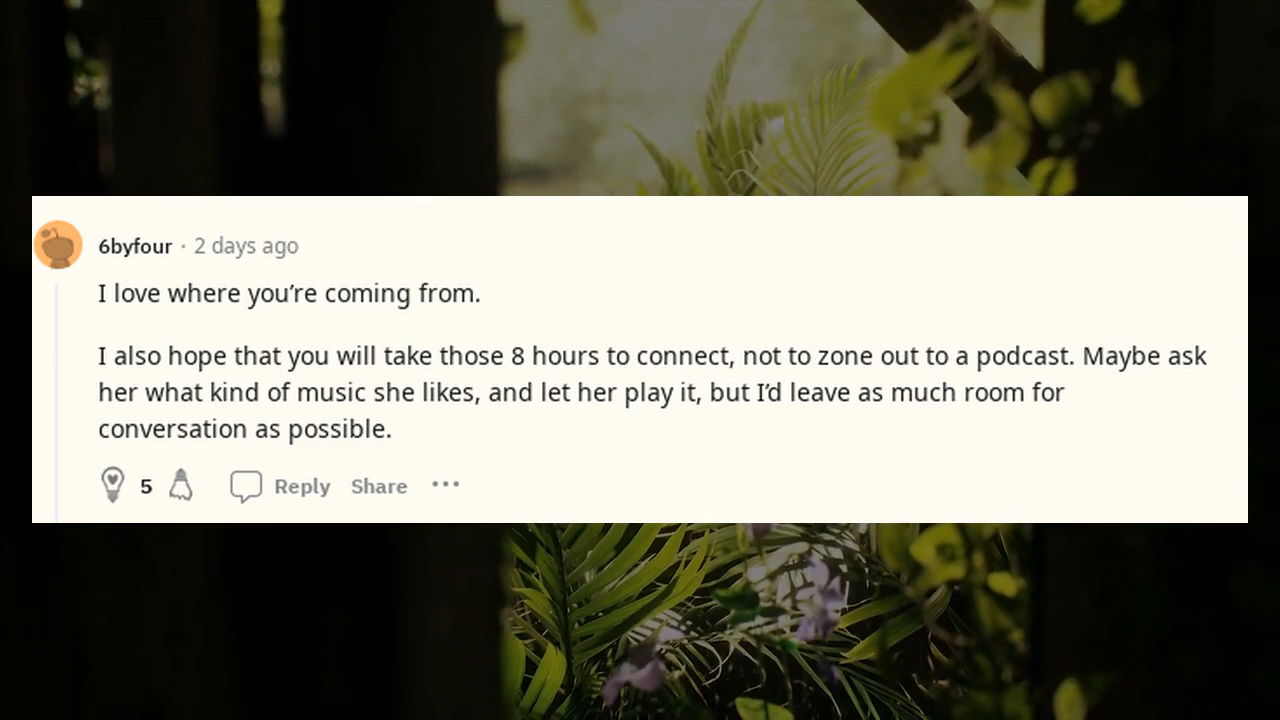 6byfour · 2 days ago
I love where you’re coming from.
I also hope that you will take those 8 hours to connect, not to zone out to a podcast. Maybe ask
her what kind of music she likes, and let her play it, but I’d leave as much room for
conversation as possible.
5 Reply Share •••